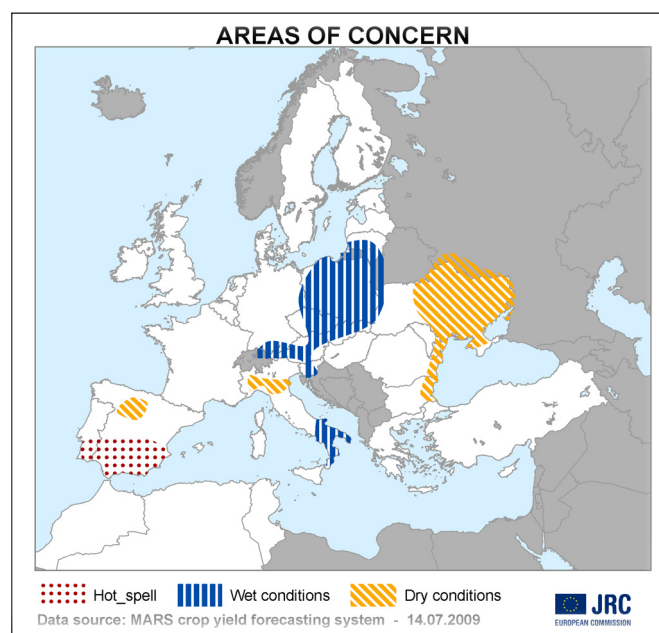 AREAS OF CONCERN
Hot_spell
Wet conditions
Dry conditions
JRC
EUROPEAN COMMISSION
Data source: MARS crop yield forecasting system - 14.07.2009